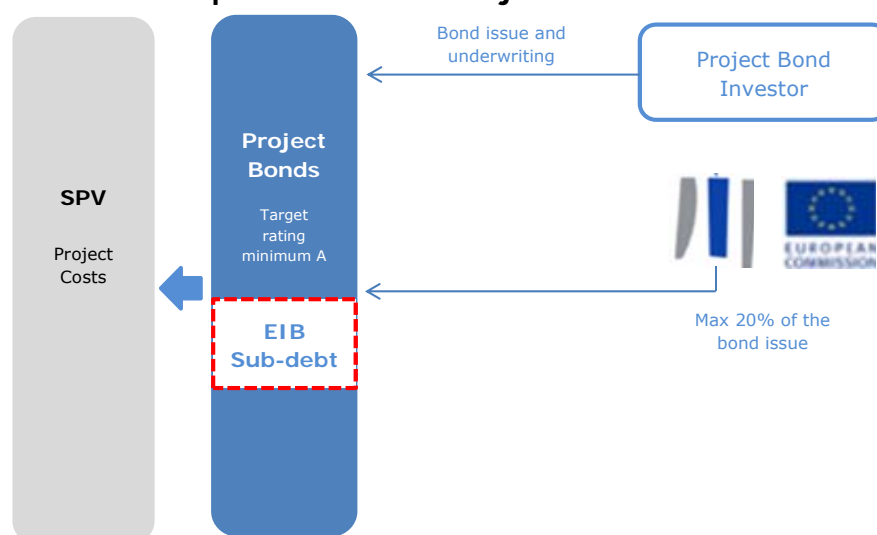 Bond issue and
underwriting
Project Bond
Investor
Project
Bonds
Target
rating
minimum A
SPV
Project
Costs
EUROPEAN
COMMISSION
EIB
Sub-debt
Max 20% of the
bond issue